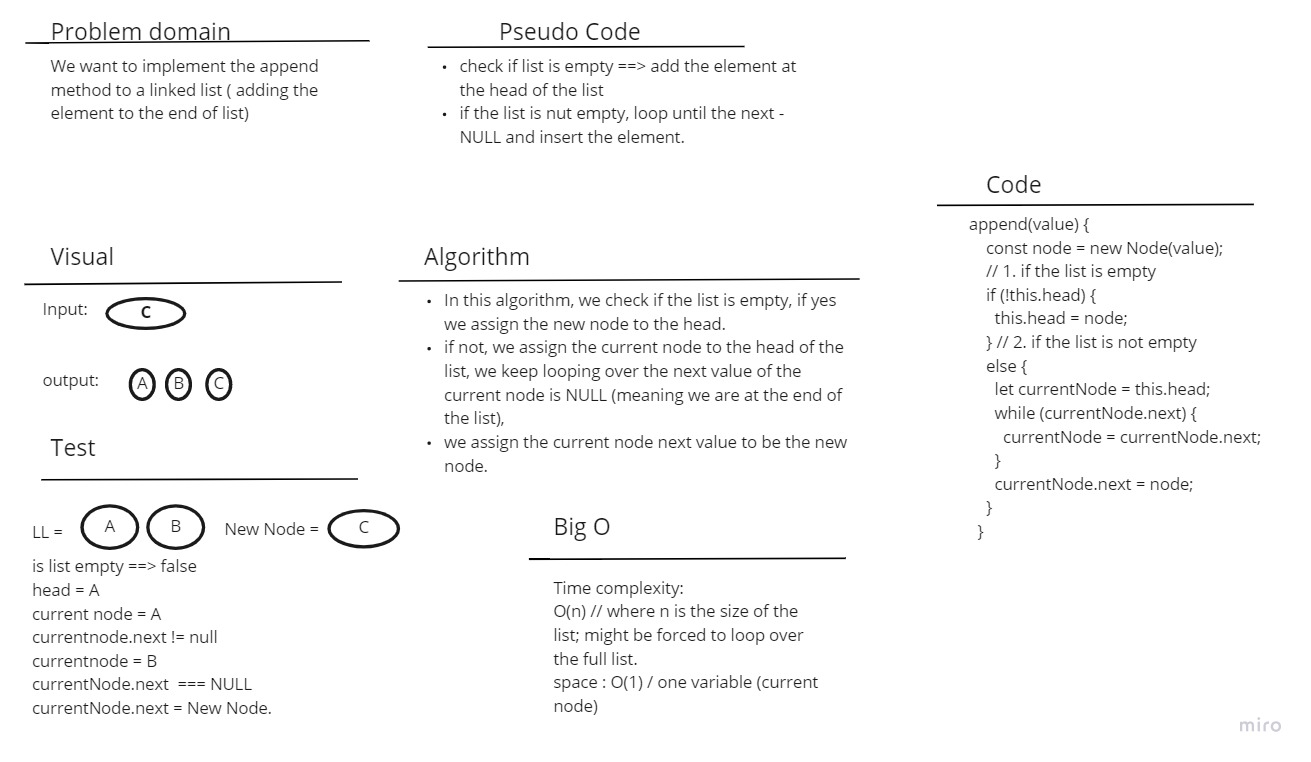 Problem domain
We want to implement the append
method to a linked list ( adding the
element to the end of list)
Pseudo Code
• check if list is empty ==> add the element at
the head of the list
• if the list is nut empty, loop until the next -
NULL and insert the element.
Visual
Input:
C
output:
A B C
Test
LL = A B New Node = C
is list empty ==> false
head = A
current node = A
currentnode.next != null
currentnode = B
currentNode.next === NULL
currentNode.next = New Node.
Algorithm
• In this algorithm, we check if the list is empty, if yes
we assign the new node to the head.
• if not, we assign the current node to the head of the
list, we keep looping over the next value of the
current node is NULL (meaning we are at the end of
the list),
• we assign the current node next value to be the new
node.
Big O
Time complexity:
O(n) // where n is the size of the
list; might be forced to loop over
the full list.
space : O(1) / one variable (current
node)
Code
append(value) {
const node = new Node(value);
// 1. if the list is empty
if (!this.head) {
this.head = node;
} // 2. if the list is not empty
else {
let currentNode = this.head;
while (currentNode.next) {
currentNode = currentNode.next;
}
currentNode.next = node;
}
}
miro